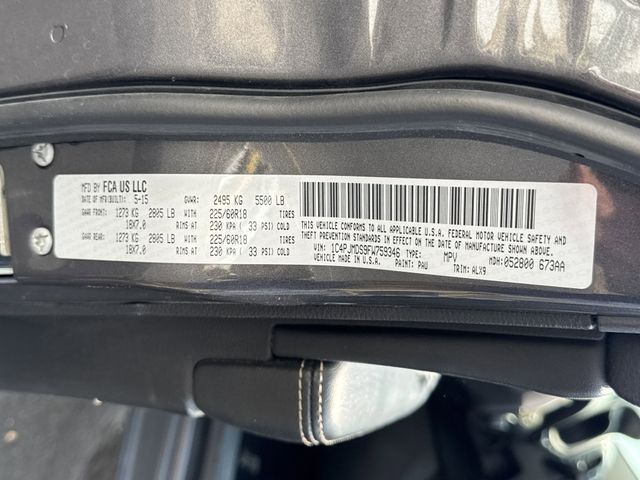 MFD BY FCA US LLC
DATE OF MFR(BUILT): 5-15 GVWR: 2495 KG 5500 LB
GAWR FRONT: 1273 KG 2805 LB WITH 225/60R18 TIRES
18X7.0 RIMS AT 230 KPA ( 33 PSI) COLD
GAWR REAR: 1273 KG 2805 LB WITH 225/60R18 TIRES
18X7.0 RIMS AT 230 KPA ( 33 PSI) COLD
THIS VEHICLE CONFORMS TO ALL APPLICABLE U.S.A. FEDERAL MOTOR VEHICLE SAFETY AND
THEFT PREVENTION STANDARDS IN EFFECT ON THE DATE OF MANUFACTURE SHOWN ABOVE.
VIN: 1C4PJMDS9FW759346 TYPE: MPV MDH: 052800 673AA
VEHICLE MADE IN U.S.A. PAINT: PAU TRIM: ALX9